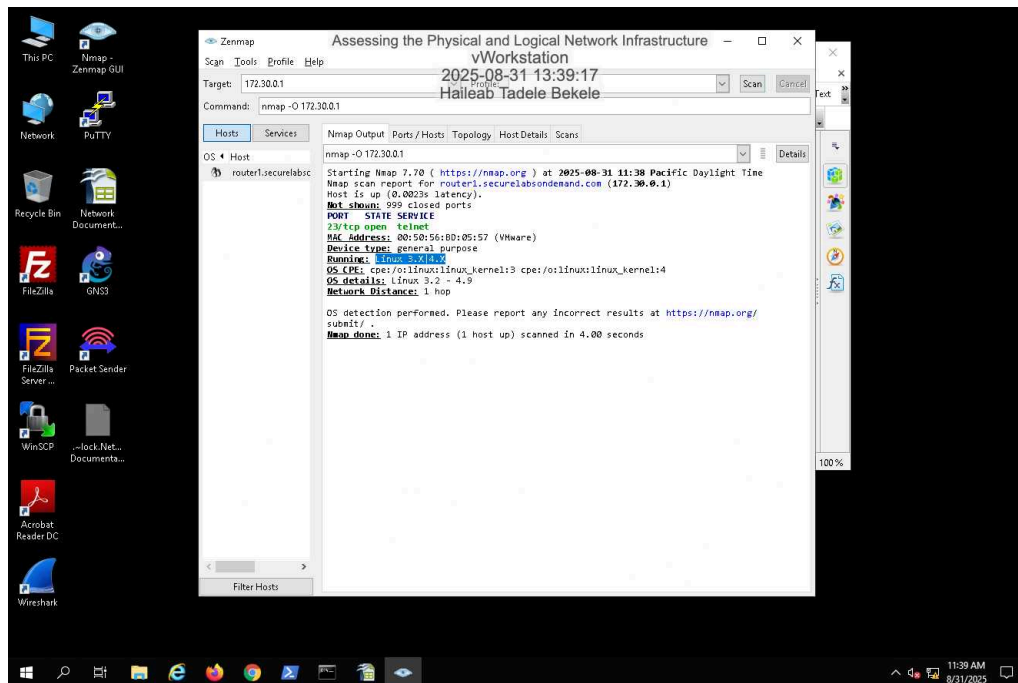 Assessing the Physical and Logical Network Infrastructure
vWorkstation
2025-08-31 13:39:17
Haileab Tadele Bekele
This PC
Nmap -
Zenmap GUI
Network
PuTTY
Recycle Bin
Network
Document...
FileZilla
GNS3
FileZilla
Server ...
Packet Sender
WinSCP
.~lock.Net...
Documenta...
Acrobat
Reader DC
Wireshark
Zenmap
Scan Tools Profile Help
Target: 172.30.0.1
Profile:
Scan
Cancel
Command: nmap -O 172.30.0.1
Hosts
Services
Nmap Output
Ports / Hosts
Topology
Host Details
Scans
OS
Host
router1.securelabsc
nmap -O 172.30.0.1
Details
Starting Nmap 7.70 ( https://nmap.org ) at 2025-08-31 11:38 Pacific Daylight Time
Nmap scan report for router1.securelabsondemand.com (172.30.0.1)
Host is up (0.0023s latency).
Not shown: 999 closed ports
PORT STATE SERVICE
23/tcp open telnet
MAC Address: 00:50:56:BD:05:57 (VMware)
Device type: general purpose
Running: Linux 3.X|4.X
OS CPE: cpe:/o:linux:linux_kernel:3 cpe:/o:linux:linux_kernel:4
OS details: Linux 3.2 - 4.9
Network Distance: 1 hop
OS detection performed. Please report any incorrect results at https://nmap.org/
submit/ .
Nmap done: 1 IP address (1 host up) scanned in 4.00 seconds
Filter Hosts
Text
100%
11:39 AM
8/31/2025